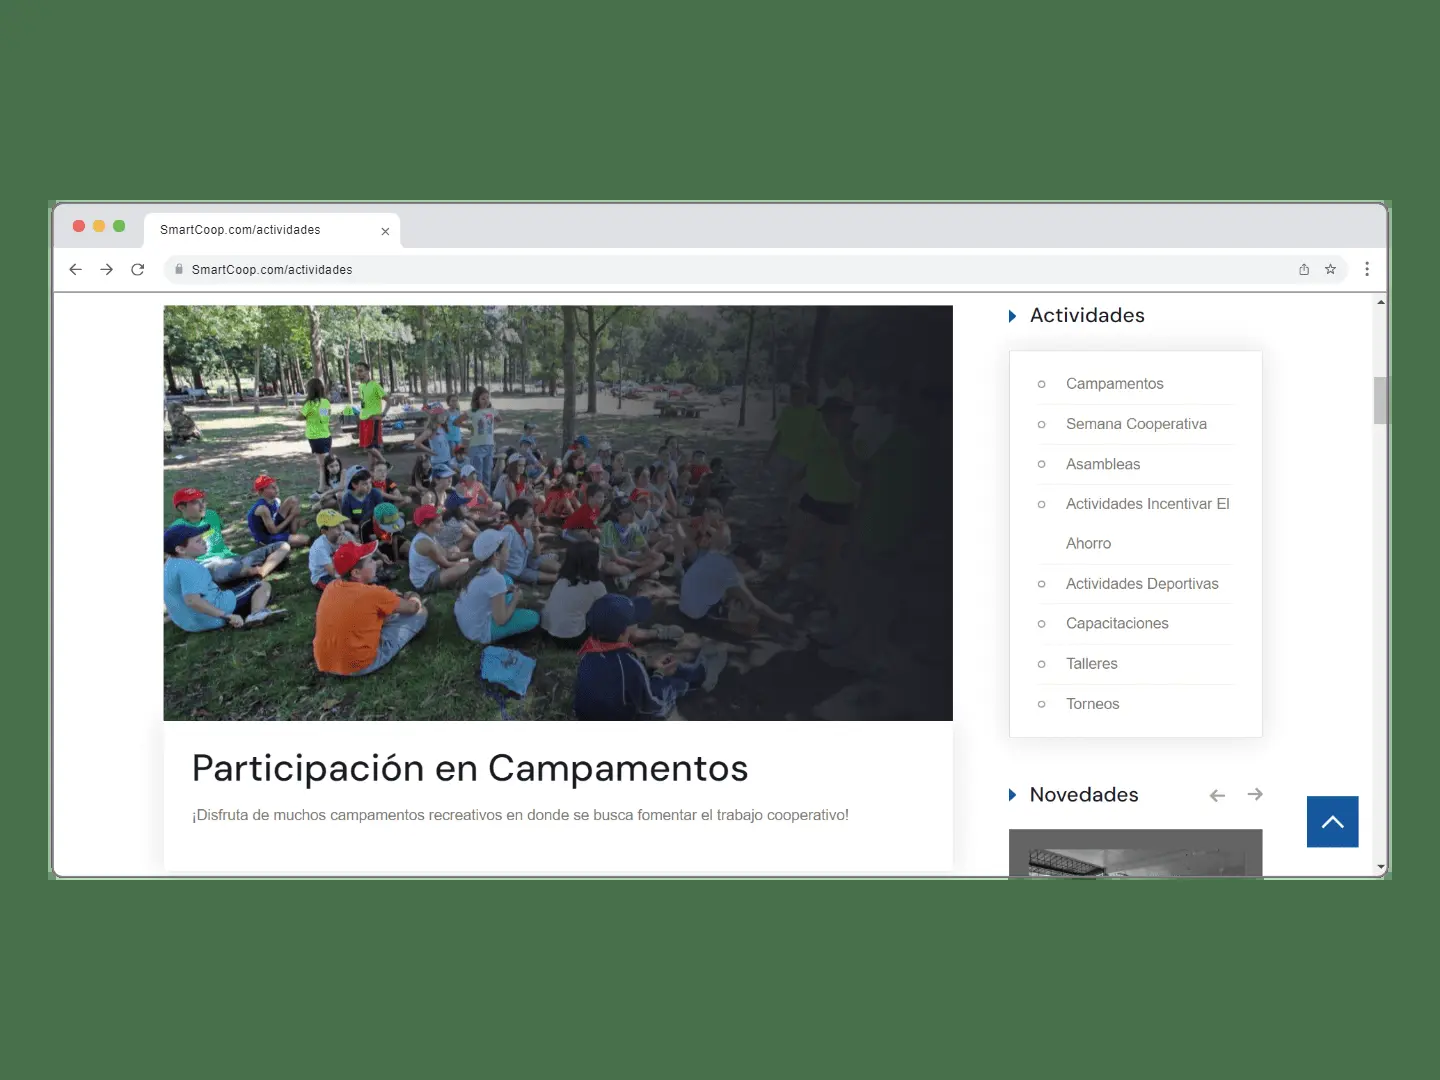 SmartCoop.com/actividades
SmartCoop.com/actividades
Participación en Campamentos
¡Disfruta de muchos campamentos recreativos en donde se busca fomentar el trabajo cooperativo!
Actividades
Campamentos
Semana Cooperativa
Asambleas
Actividades Incentivar El
Ahorro
Actividades Deportivas
Capacitaciones
Talleres
Torneos
Novedades